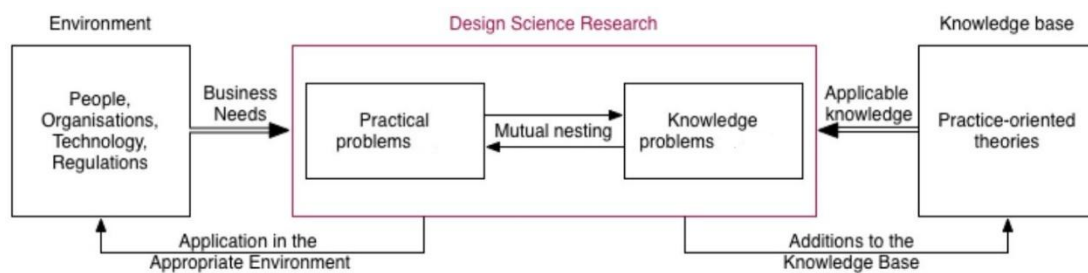 Environment
Design Science Research
Knowledge base
People,
Organisations,
Technology,
Regulations
Business
Needs
Practical
problems
Mutual nesting
Knowledge
problems
Applicable
knowledge
Practice-oriented
theories
Application in the
Appropriate Environment
Additions to the
Knowledge Base